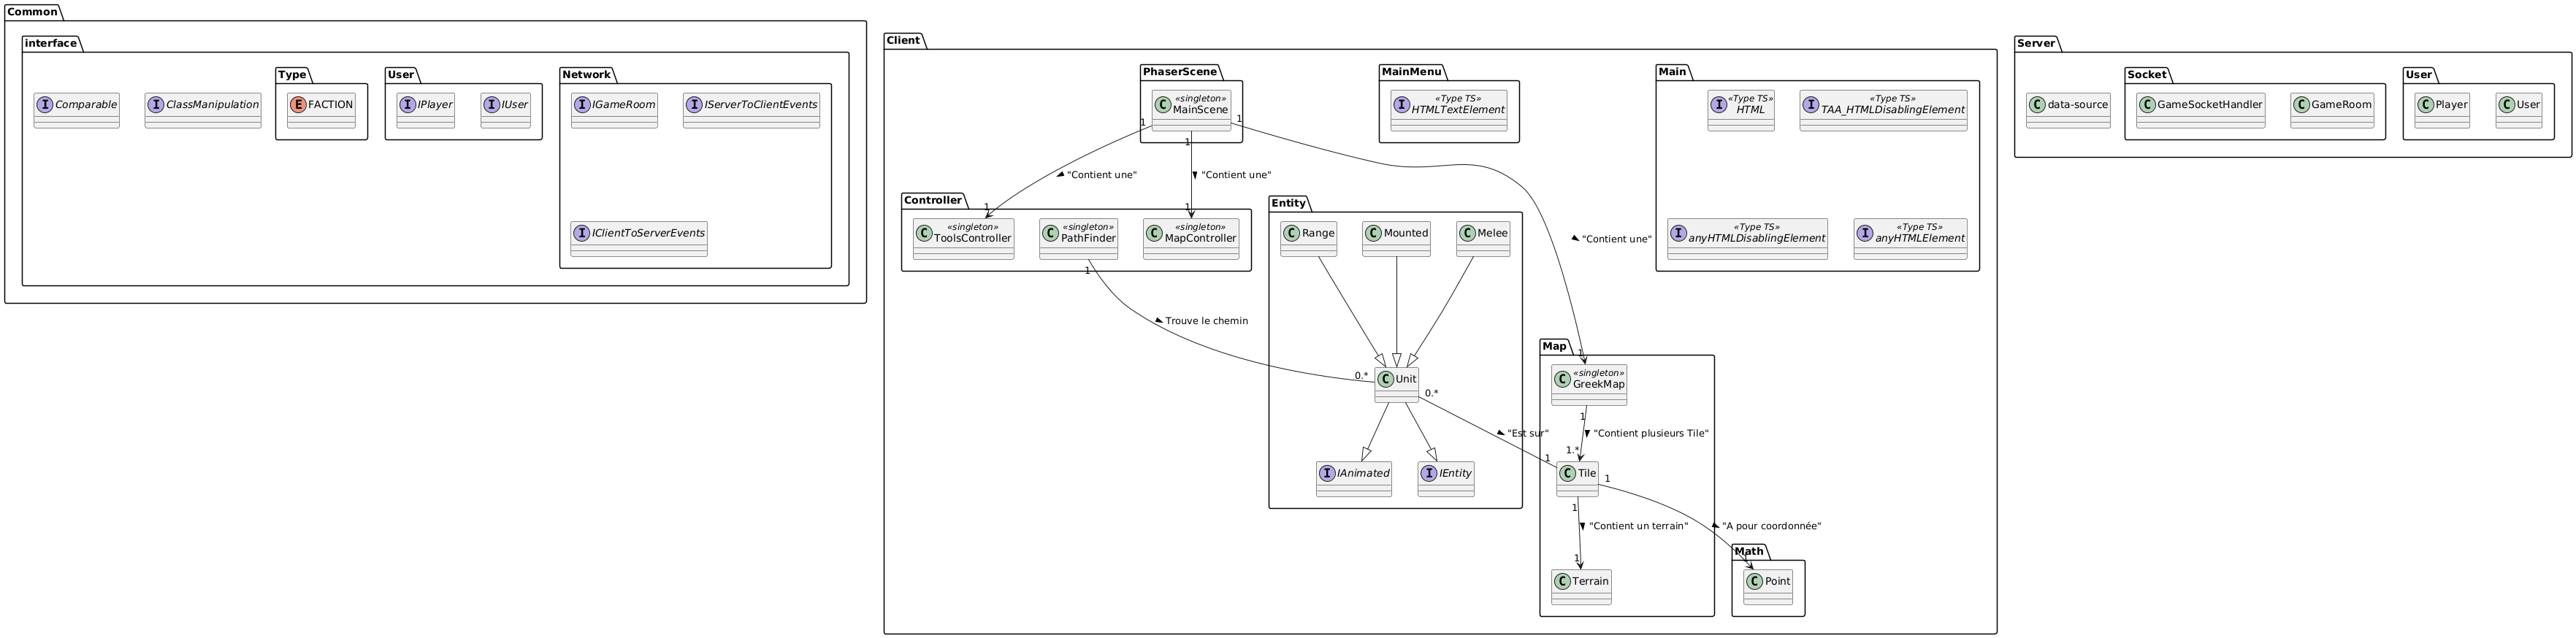 Common
interface
Comparable
ClassManipulation
Type
FACTION
User
IPlayer
IUser
Network
IGameRoom
IServerToClientEvents
IClientToServerEvents
Client
PhaserScene
«singleton»
MainScene
MainMenu
«Type TS»
HTMLTextElement
Main
«Type TS»
HTML
«Type TS»
TAA_HTMLDisablingElement
«Type TS»
anyHTMLDisablingElement
«Type TS»
anyHTMLElement
1
1
1
"Contient une"
"Contient une"
"Contient une"
Controller
1
1
«singleton»
ToolsController
«singleton»
PathFinder
«singleton»
MapController
1
Trouve le chemin
Entity
Range
Mounted
Melee
0.*
Unit
0.*
"Est sur"
1
IAnimated
IEntity
Map
1
«singleton»
GreekMap
1
"Contient plusieurs Tile"
1.*
Tile
1
1
"Contient un terrain"
"A pour coordonnée"
1
Terrain
Math
1
Point
Server
data-source
Socket
GameSocketHandler
GameRoom
User
Player
User